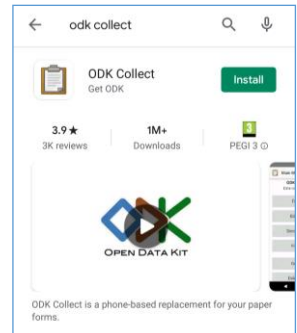 odk collect
ODK Collect
Get ODK
Install
3.9★
3K reviews
1M+
Downloads
3
PEGI 3
OPEN DATA KIT
ODK Collect is a phone-based replacement for your paper
forms.